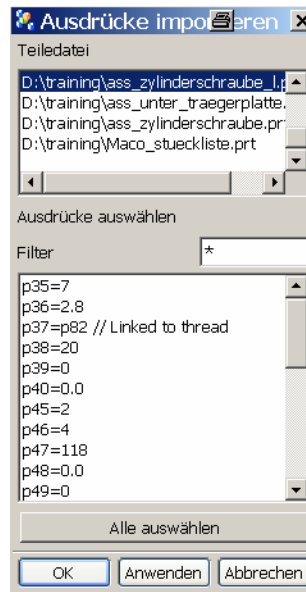 Ausdrücke importieren
Teiledatei
D:\training\ass_zylinderschraube_l.p
D:\training\ass_unter_traegerplatte.
D:\training\ass_zylinderschraube.pr
D:\training\Maco_stueckliste.prt
Ausdrücke auswählen
Filter *
p35=7
p36=2.8
p37=p82 // Linked to thread
p38=20
p39=0
p40=0.0
p45=2
p46=4
p47=118
p48=0.0
p49=0
Alle auswählen
OK Anwenden Abbrechen